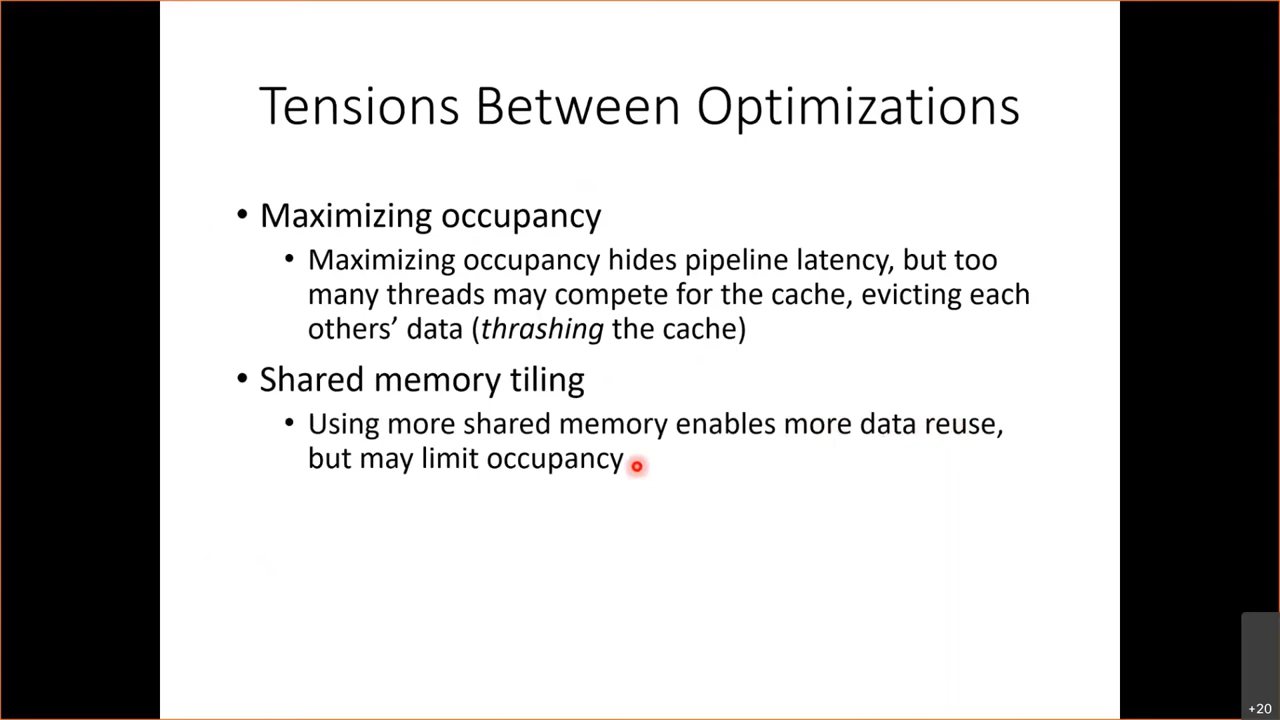 Tensions Between Optimizations
• Maximizing occupancy
• Maximizing occupancy hides pipeline latency, but too
many threads may compete for the cache, evicting each
others’ data (thrashing the cache)
• Shared memory tiling
• Using more shared memory enables more data reuse,
but may limit occupancy
+20